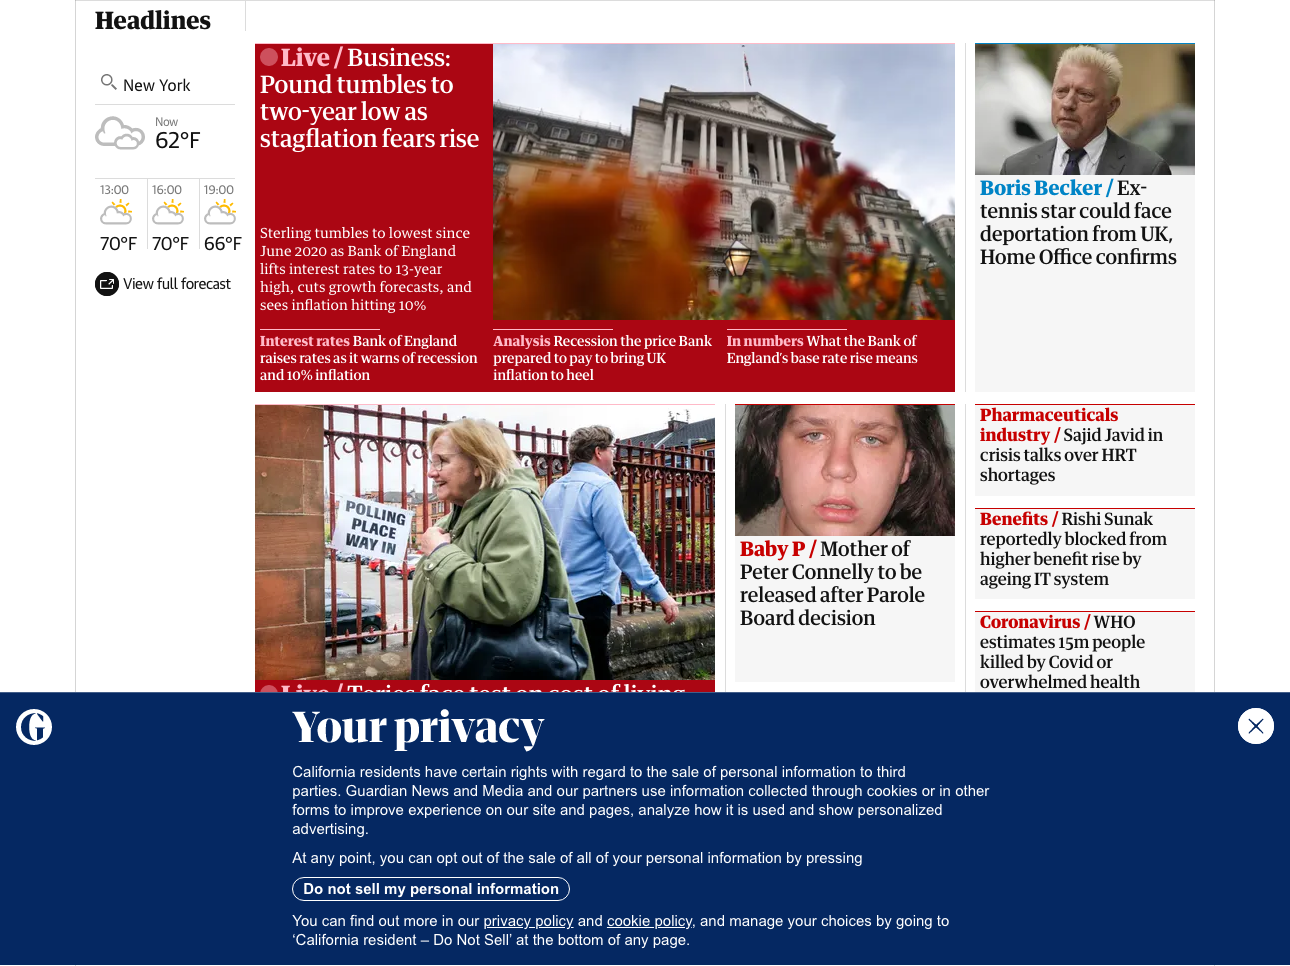 Headlines
New York
Now
62°F
13:00
16:00
19:00
70°F
70°F
66°F
View full forecast
Live / Business:
Pound tumbles to
two-year low as
stagflation fears rise
Sterling tumbles to lowest since
June 2020 as Bank of England
lifts interest rates to 13-year
high, cuts growth forecasts, and
sees inflation hitting 10%
Interest rates Bank of England
raises rates as it warns of recession
and 10% inflation
Analysis Recession the price Bank
prepared to pay to bring UK
inflation to heel
In numbers What the Bank of
England's base rate rise means
Boris Becker / Ex-
tennis star could face
deportation from UK,
Home Office confirms
POLLING
PLACE
WAY IN
Live / Tories face test on cost of living
Baby P / Mother of
Peter Connelly to be
released after Parole
Board decision
Pharmaceuticals
industry / Sajid Javid in
crisis talks over HRT
shortages
Benefits / Rishi Sunak
reportedly blocked from
higher benefit rise by
ageing IT system
Coronavirus / WHO
estimates 15m people
killed by Covid or
overwhelmed health
Your privacy
California residents have certain rights with regard to the sale of personal information to third
parties. Guardian News and Media and our partners use information collected through cookies or in other
forms to improve experience on our site and pages, analyze how it is used and show personalized
advertising.
At any point, you can opt out of the sale of all of your personal information by pressing
Do not sell my personal information
You can find out more in our privacy policy and cookie policy, and manage your choices by going to
‘California resident – Do Not Sell’ at the bottom of any page.